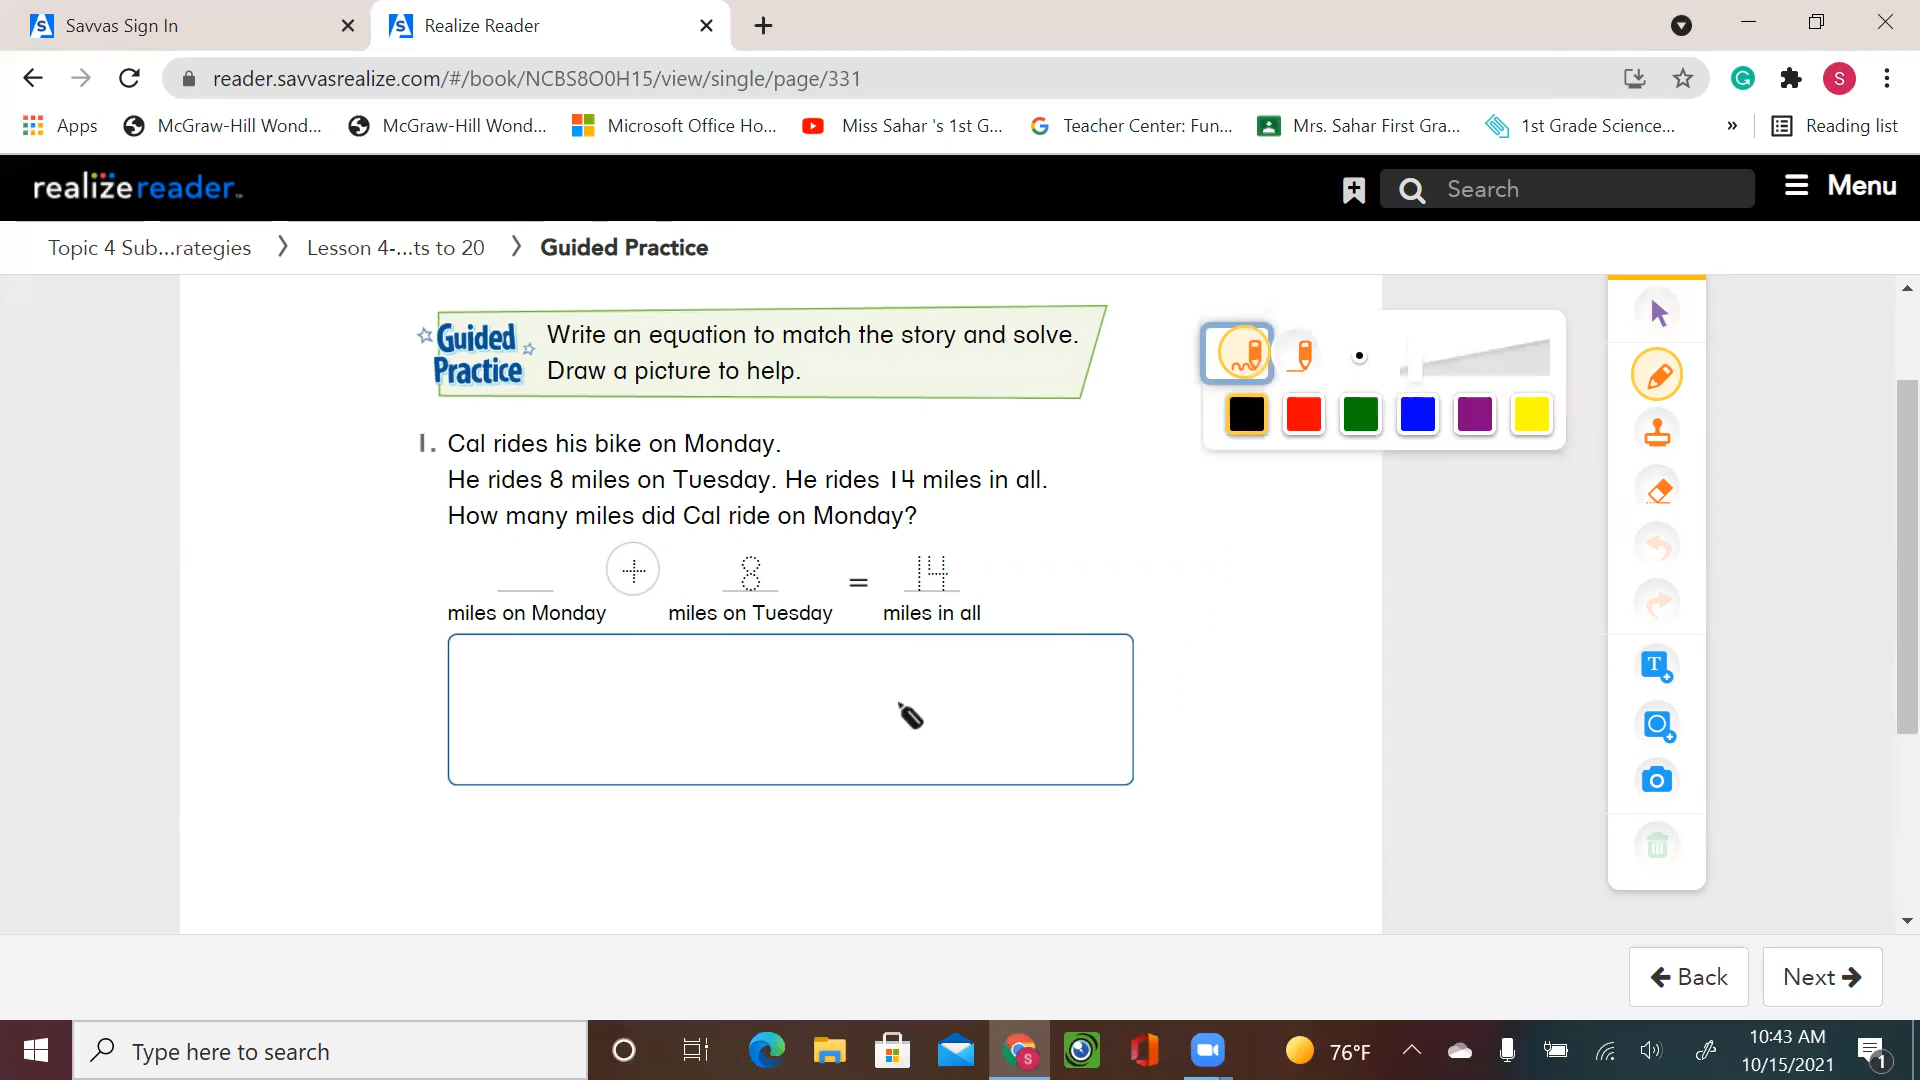 Savvas Sign In
Realize Reader
reader.savvasrealize.com/#/book/NCBS8O0H15/view/single/page/331
S
Apps
McGraw-Hill Wond...
McGraw-Hill Wond...
Microsoft Office Ho...
Miss Sahar 's 1st G...
Teacher Center: Fun...
Mrs. Sahar First Gra...
1st Grade Science...
»
Reading list
realize reader™
Search
Menu
Topic 4 Sub...rategies
Lesson 4-...ts to 20
Guided Practice
Guided Practice
Write an equation to match the story and solve.
Draw a picture to help.
1. Cal rides his bike on Monday.
He rides 8 miles on Tuesday. He rides 14 miles in all.
How many miles did Cal ride on Monday?
+ 8 = 14
miles on Monday miles on Tuesday miles in all
T
Back
Next
Type here to search
76°F
10:43 AM
10/15/2021
1